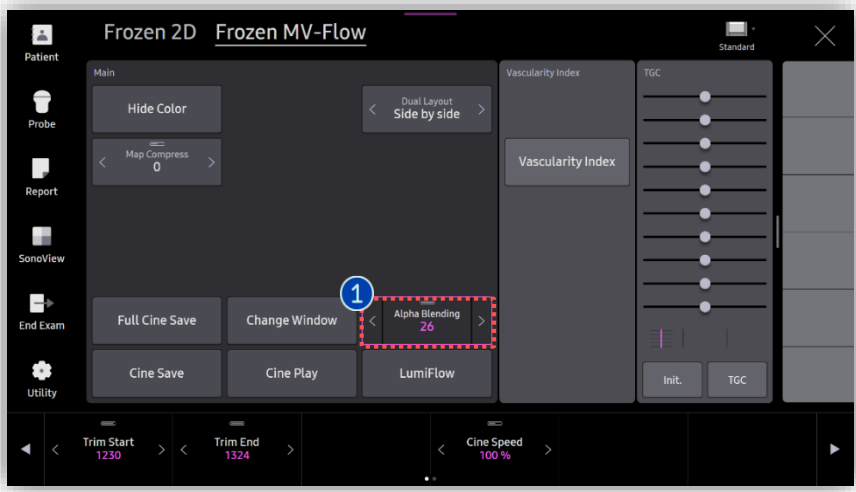 Frozen 2D Frozen MV-Flow
Standard
Patient
Probe
Report
SonoView
End Exam
Utility
Main
Hide Color
Dual Layout
Side by side
Map Compress
0
1
Full Cine Save
Change Window
Alpha Blending
26
Cine Save
Cine Play
LumiFlow
Vascularity Index
Vascularity Index
TGC
Init.
TGC
Trim Start
1230
Trim End
1324
Cine Speed
100 %